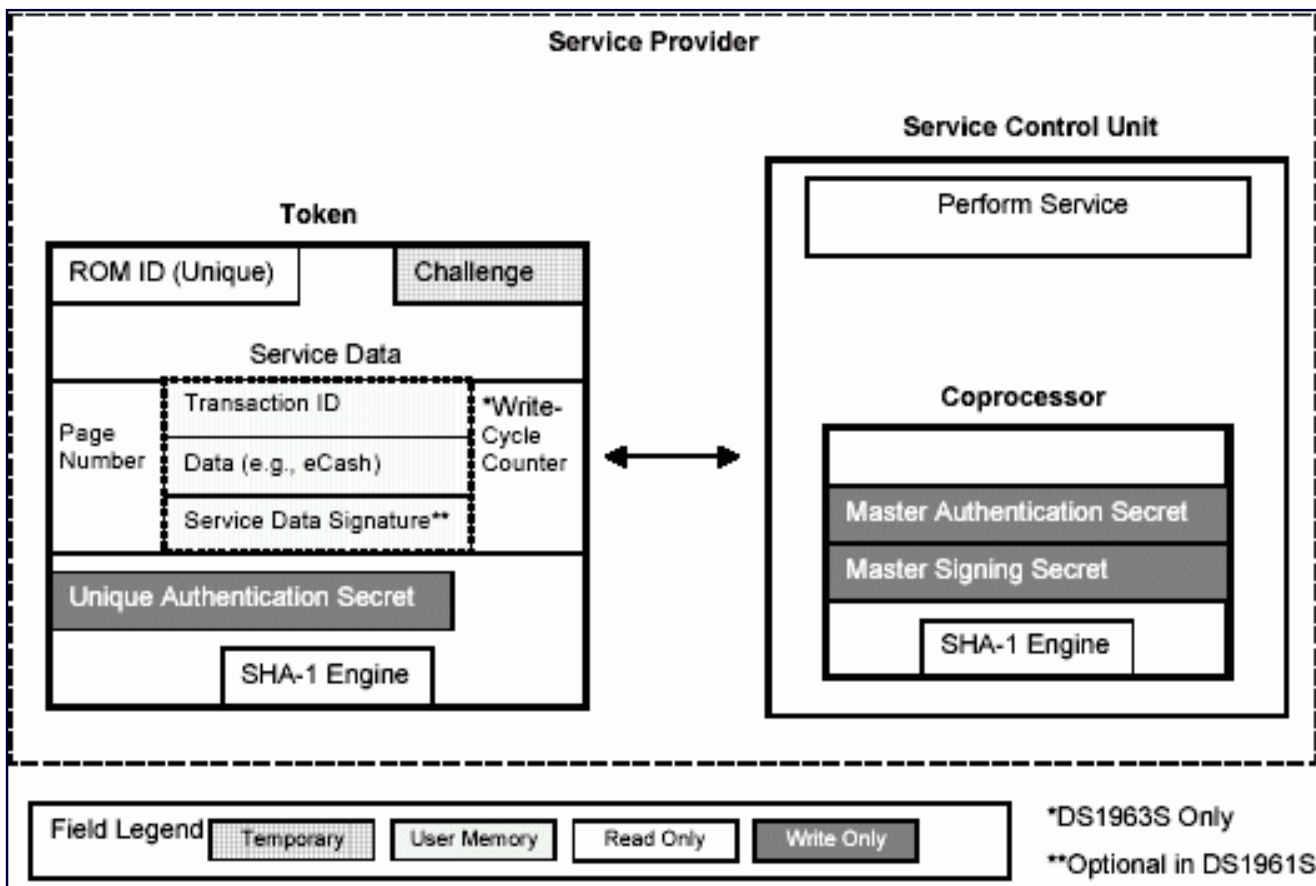 Service Provider
Service Control Unit
Perform Service
Token
ROM ID (Unique)
Challenge
Service Data
Transaction ID
*Write-
Cycle
Counter
Page
Number
Data (e.g., eCash)
Service Data Signature**
Unique Authentication Secret
SHA-1 Engine
Coprocessor
Master Authentication Secret
Master Signing Secret
SHA-1 Engine
Field Legend
Temporary
User Memory
Read Only
Write Only
*DS1963S Only
**Optional in DS1961S